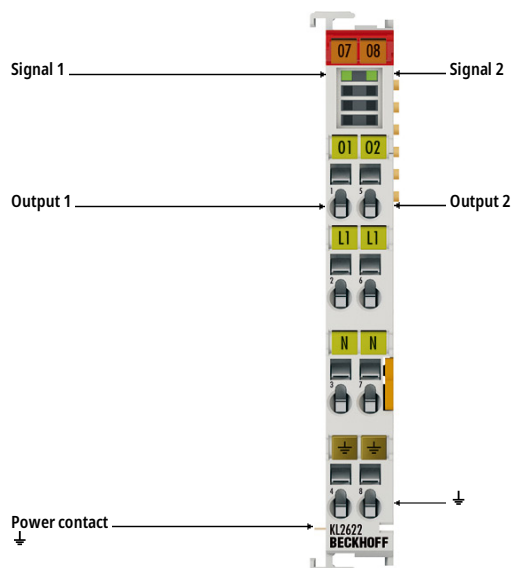 07 08
Signal 1
Signal 2
O1 O2
1 5
Output 1
Output 2
L1 L1
2 6
N N
3 7
4 8
Power contact
KL2622
BECKHOFF